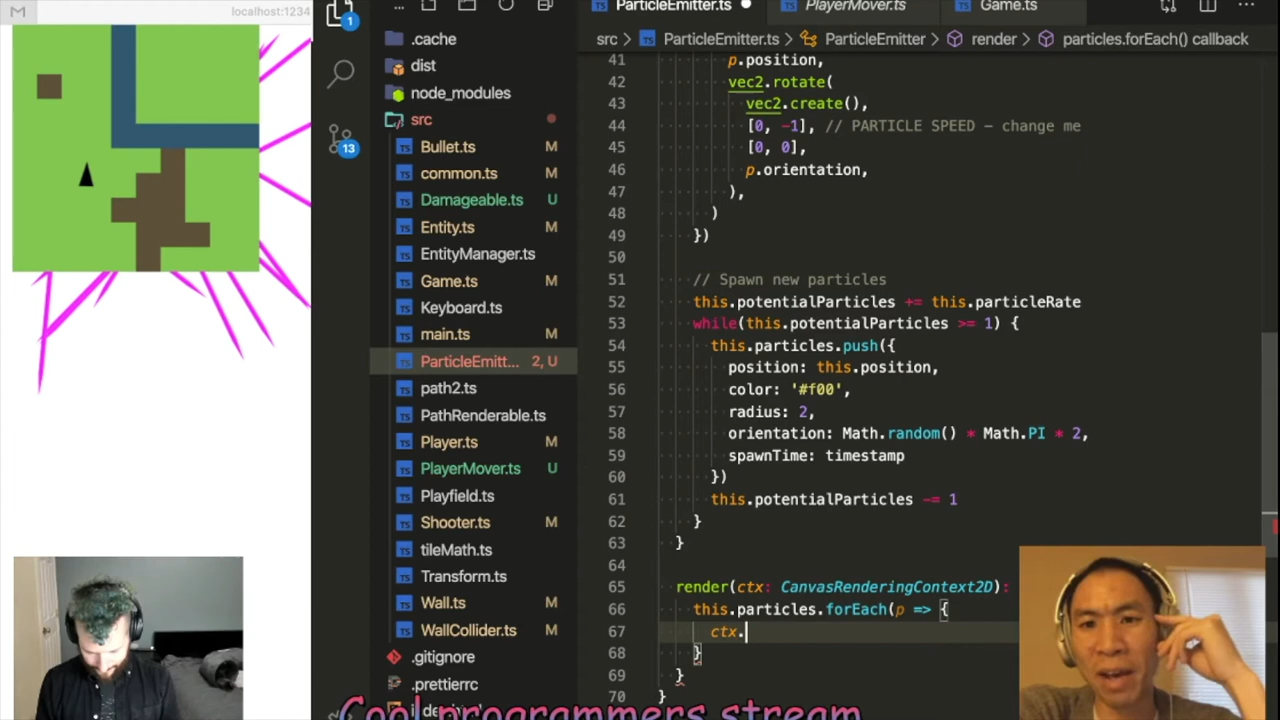 localhost:1234
1
13
...
.cache
dist
node_modules
src
Bullet.ts M
common.ts M
Damageable.ts U
Entity.ts M
EntityManager.ts
Game.ts M
Keyboard.ts
main.ts M
ParticleEmitt... 2, U
path2.ts
PathRenderable.ts
Player.ts M
PlayerMover.ts U
Playfield.ts
Shooter.ts M
tileMath.ts
Transform.ts
Wall.ts M
WallCollider.ts M
.gitignore
.prettierrc
ParticleEmitter.ts PlayerMover.ts Game.ts
src > ParticleEmitter.ts > ParticleEmitter > render > particles.forEach() callback
41 p.position,
42 vec2.rotate(
43 vec2.create(),
44 [0, -1], // PARTICLE SPEED - change me
45 [0, 0],
46 p.orientation,
47 ),
48 )
49 })
50
51 // Spawn new particles
52 this.potentialParticles += this.particleRate
53 while(this.potentialParticles >= 1) {
54 this.particles.push({
55 position: this.position,
56 color: '#f00',
57 radius: 2,
58 orientation: Math.random() * Math.PI * 2,
59 spawnTime: timestamp
60 })
61 this.potentialParticles -= 1
62 }
63 }
64
65 render(ctx: CanvasRenderingContext2D):
66 this.particles.forEach(p => {
67 ctx.
68 }
69 }
70 }
Cool programmers stream